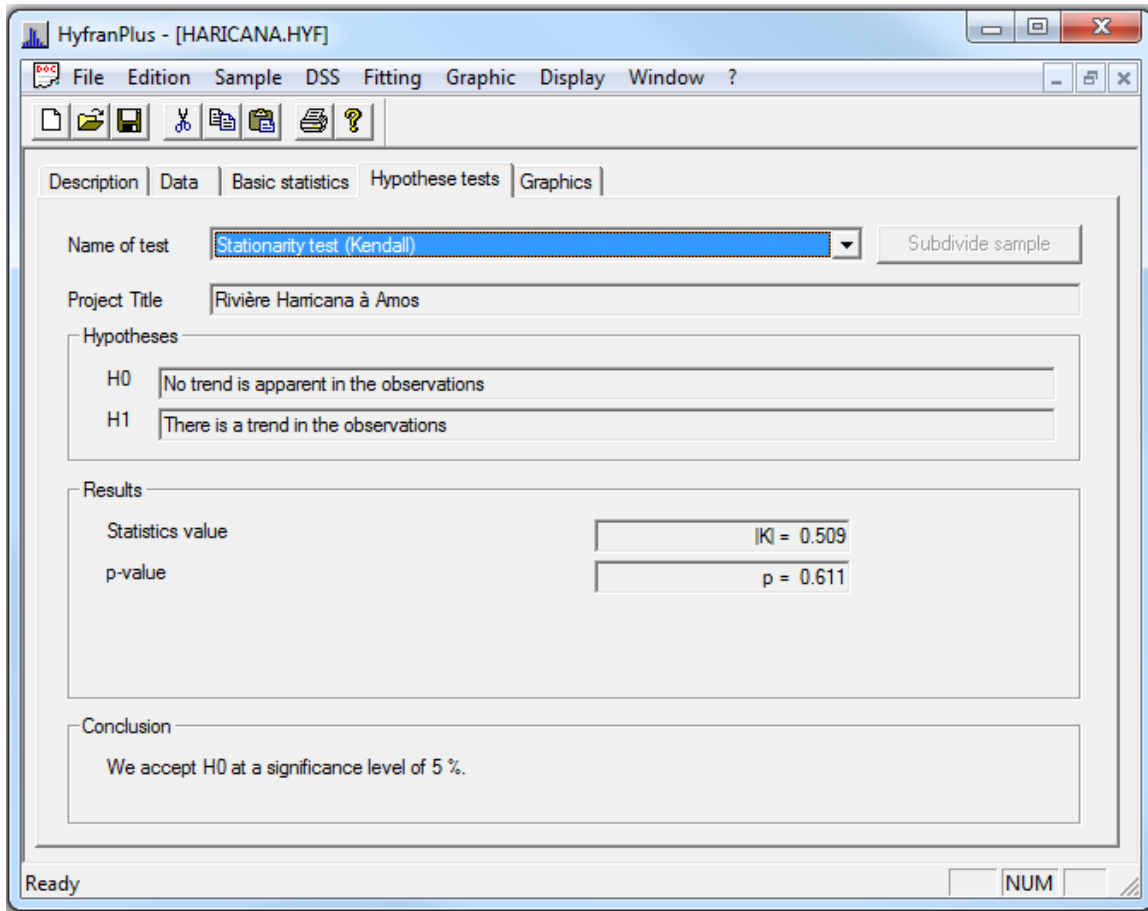 HyfranPlus - [HARICANA.HYF]
File Edition Sample DSS Fitting Graphic Display Window ?
Description Data Basic statistics Hypothese tests Graphics
Name of test Stationarity test (Kendall) Subdivide sample
Project Title Rivière Harricana à Amos
Hypotheses
H0 No trend is apparent in the observations
H1 There is a trend in the observations
Results
Statistics value |K| = 0.509
p-value p = 0.611
Conclusion
We accept H0 at a significance level of 5 %.
Ready NUM